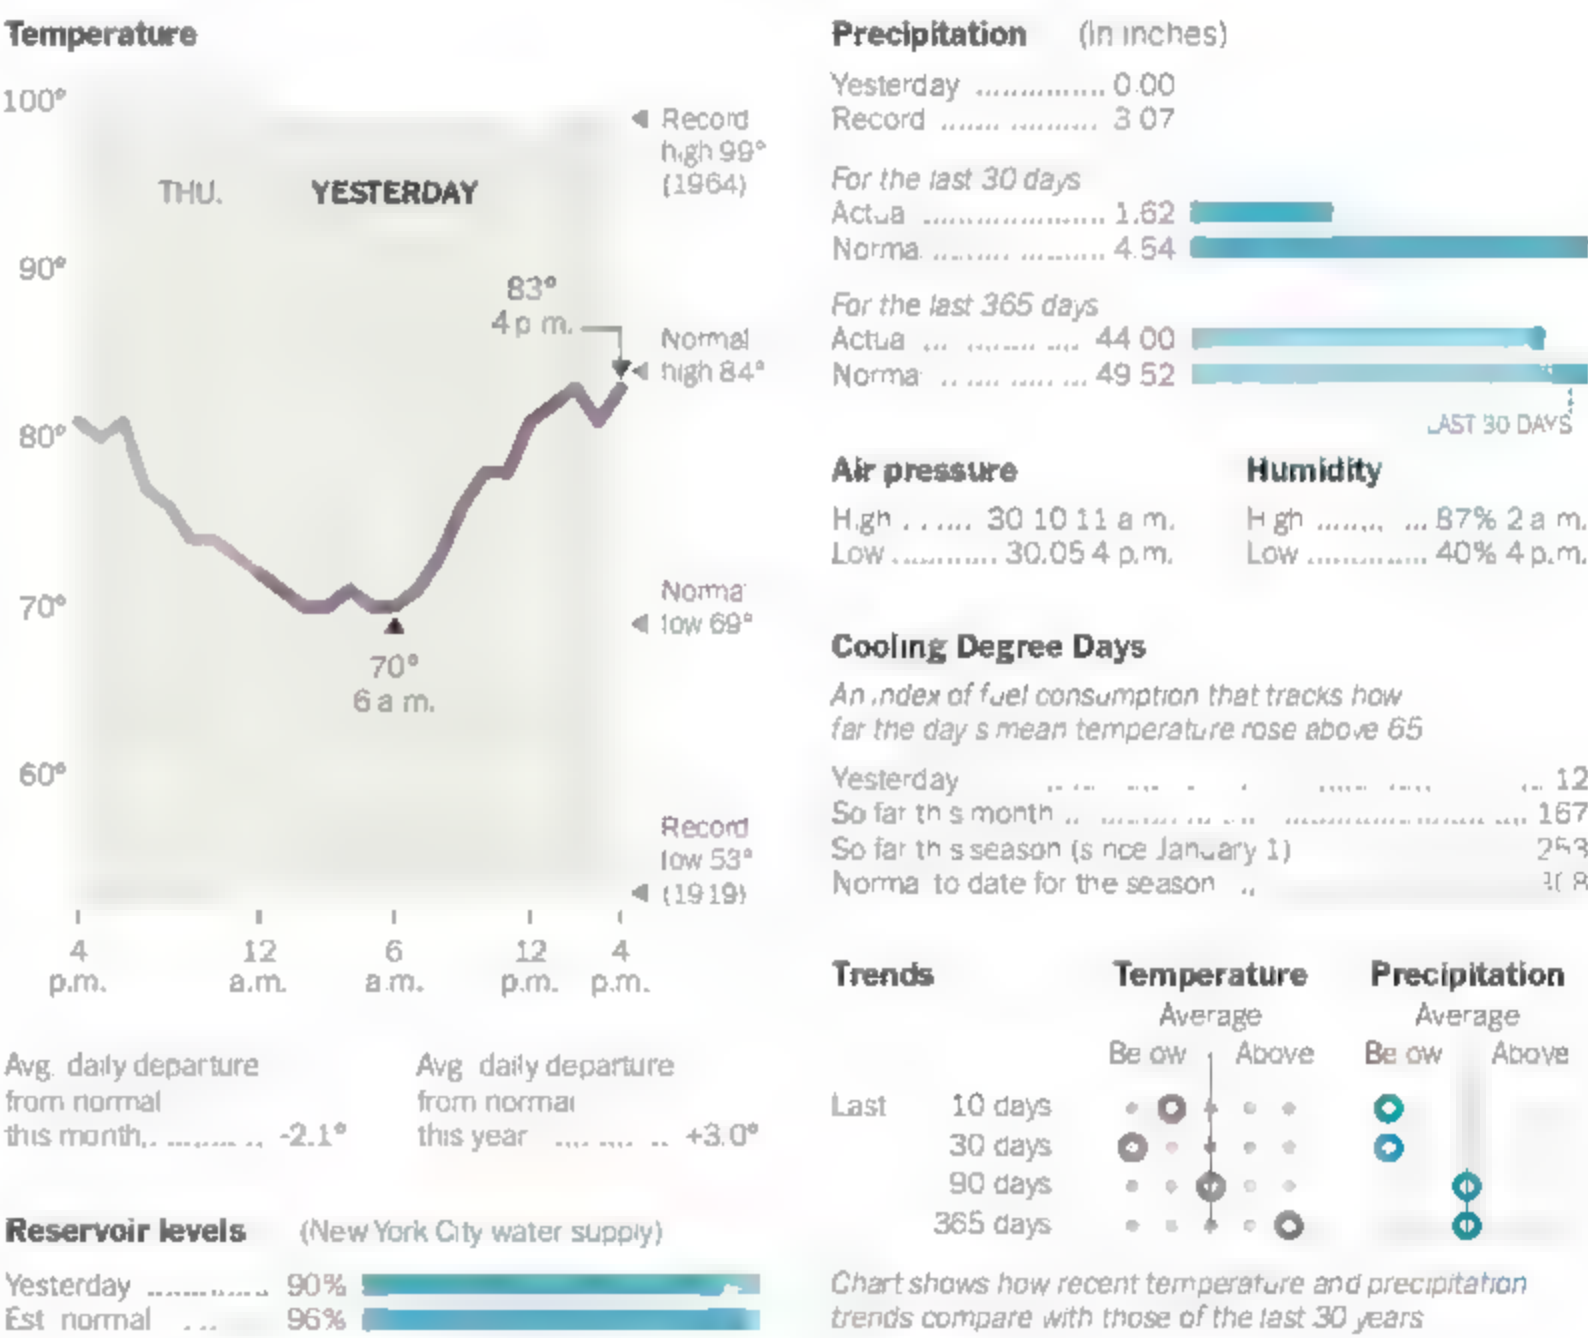 Temperature
100°
90°
80°
70°
60°
THU. YESTERDAY
83°
4 p.m.
70°
6 a.m.
Record
high 99°
(1964)
Normal
high 84°
Normal
low 69°
Record
low 53°
(1919)
4 12 6 12 4
p.m. a.m. a.m. p.m. p.m.
Avg. daily departure
from normal
this month -2.1°
Avg. daily departure
from normal
this year +3.0°
Reservoir levels (New York City water supply)
Yesterday 90%
Est. normal 96%
Precipitation (in inches)
Yesterday 0.00
Record 3.07
For the last 30 days
Actual 1.62
Normal 4.54
For the last 365 days
Actual 44.00
Normal 49.52
LAST 30 DAYS
Air pressure
High 30.10 11 a.m.
Low 30.05 4 p.m.
Humidity
High 87% 2 a.m.
Low 40% 4 p.m.
Cooling Degree Days
An index of fuel consumption that tracks how
far the day's mean temperature rose above 65
Yesterday 12
So far this month 167
So far this season (since January 1)
Normal to date for the season
Trends Temperature Precipitation
Average Average
Below Above Below Above
Last 10 days
30 days
90 days
365 days
Chart shows how recent temperature and precipitation
trends compare with those of the last 30 years